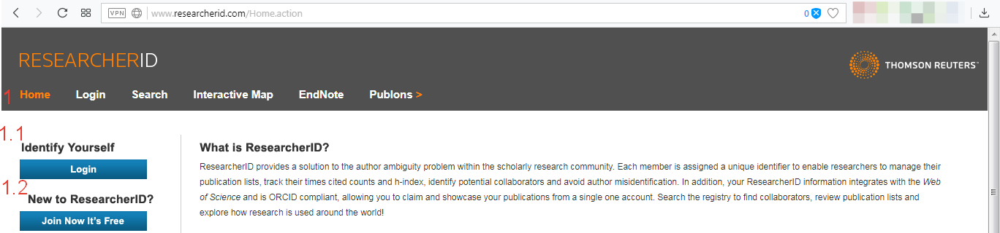 VPN www.researcherid.com/Home.action 0
RESEARCHERID
THOMSON REUTERS™
1 Home Login Search Interactive Map EndNote Publons >
1.1
Identify Yourself
Login
1.2
New to ResearcherID?
Join Now It's Free
What is ResearcherID?
ResearcherID provides a solution to the author ambiguity problem within the scholarly research community. Each member is assigned a unique identifier to enable researchers to manage their
publication lists, track their times cited counts and h-index, identify potential collaborators and avoid author misidentification. In addition, your ResearcherID information integrates with the Web
of Science and is ORCID compliant, allowing you to claim and showcase your publications from a single one account. Search the registry to find collaborators, review publication lists and
explore how research is used around the world!